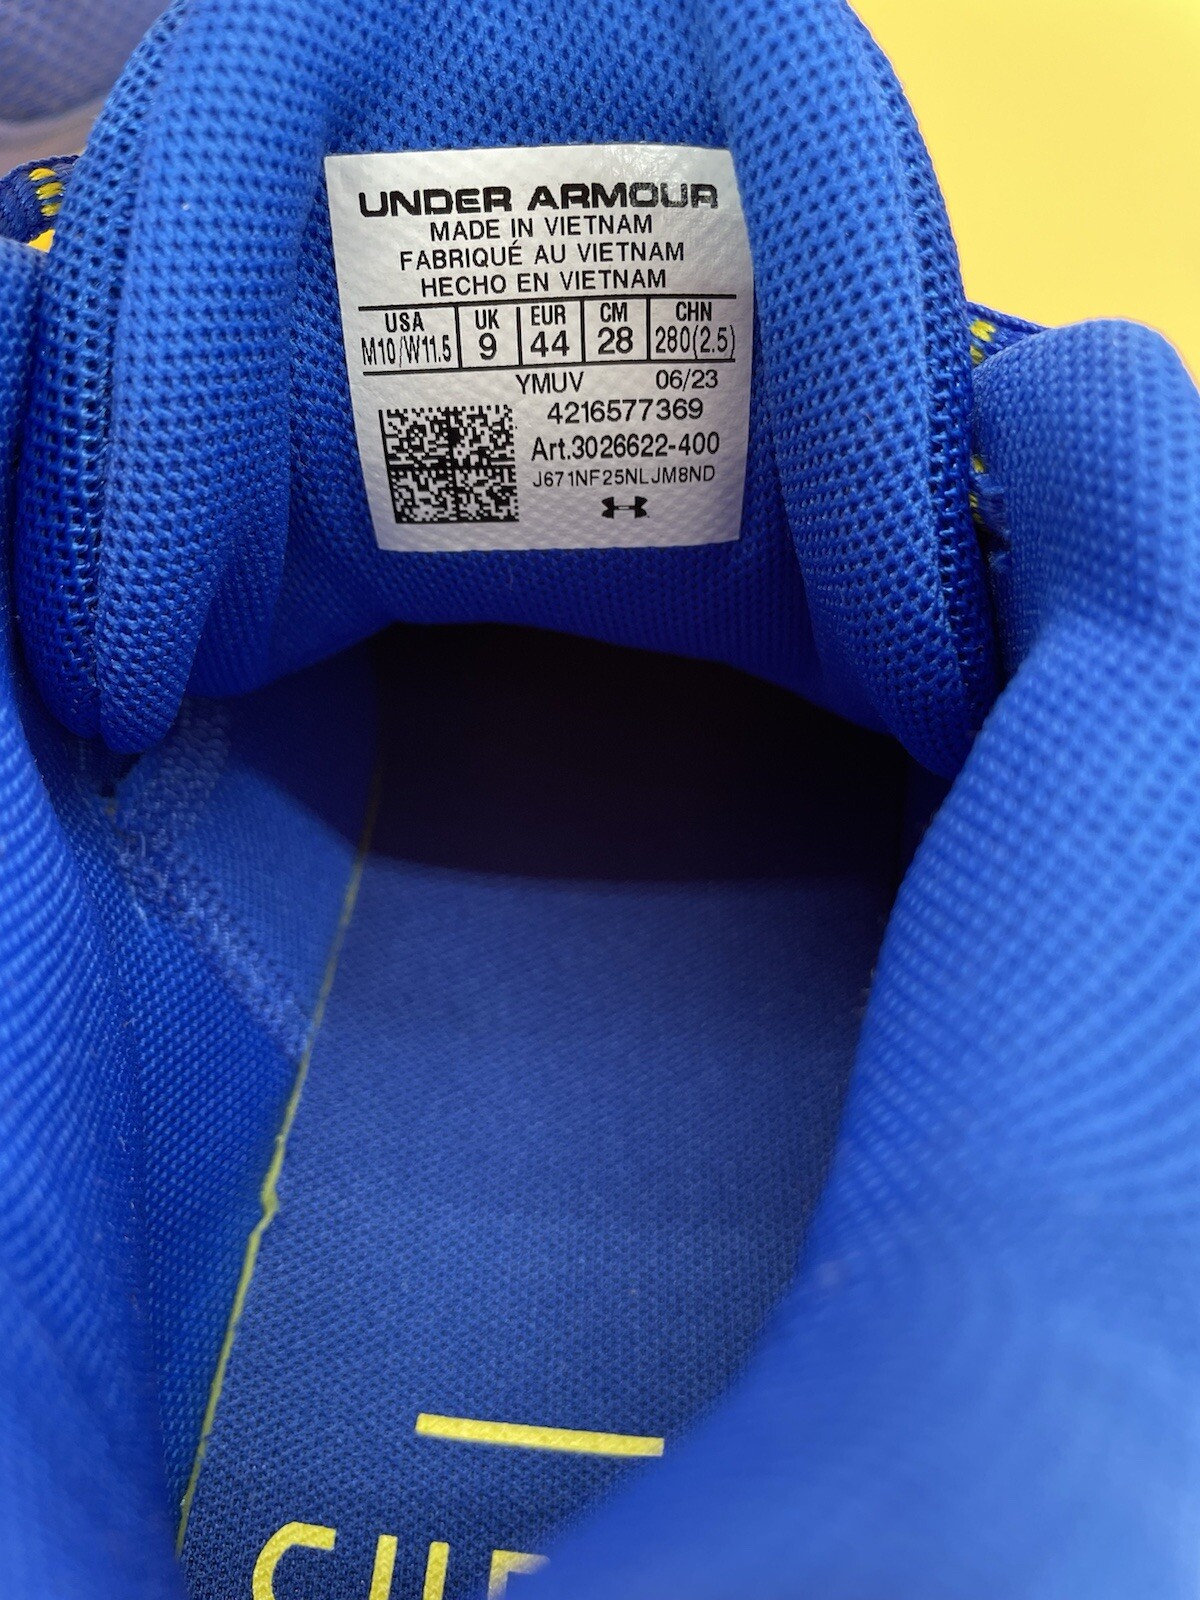 UNDER ARMOUR
MADE IN VIETNAM
FABRIQUÉ AU VIETNAM
HECHO EN VIETNAM
USA UK EUR CM CHN
M10/W11.5 9 44 28 280(2.5)
YMUV 06/23
4216577369
Art.3026622-400
J671NF25NLJM8ND